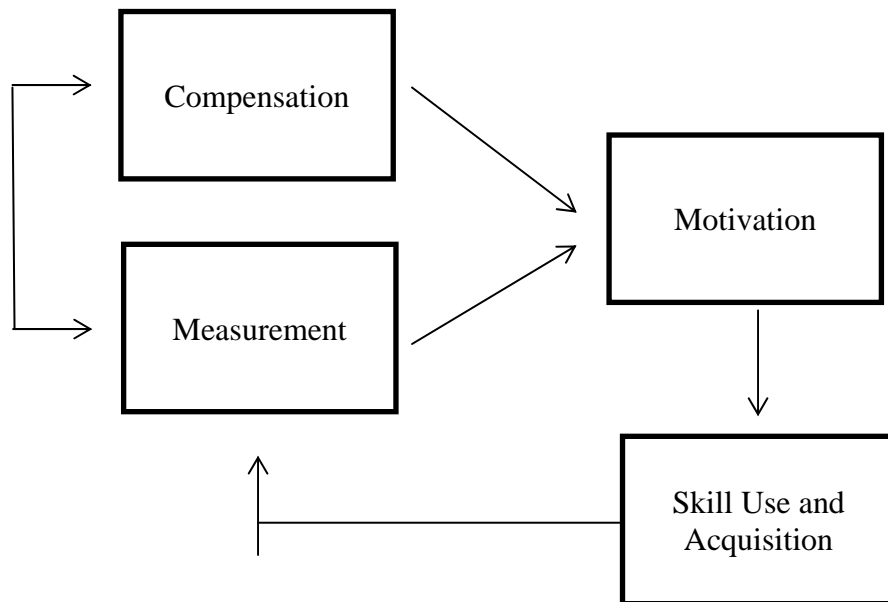 Compensation
Motivation
Measurement
Skill Use and
Acquisition